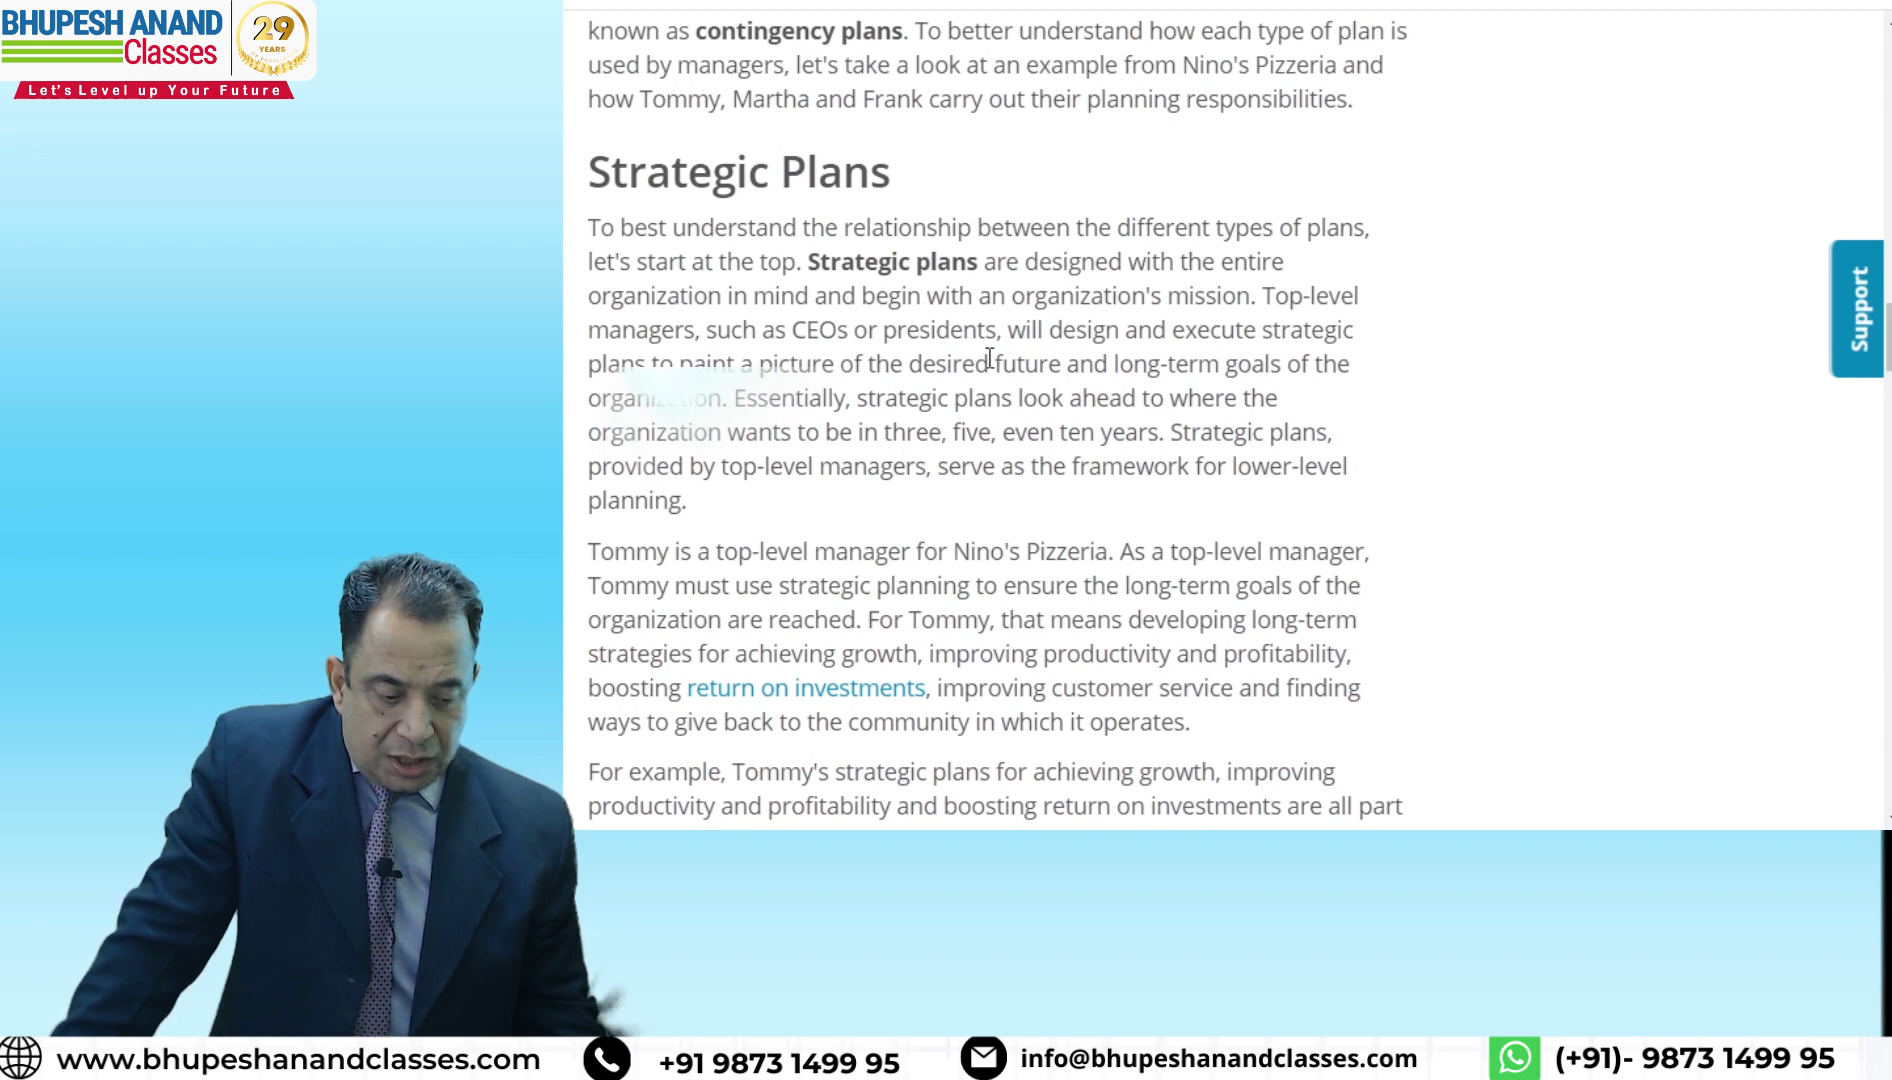 BHUPESH ANAND
Classes
29
YEARS
Let's Level up Your Future
known as contingency plans. To better understand how each type of plan is
used by managers, let's take a look at an example from Nino's Pizzeria and
how Tommy, Martha and Frank carry out their planning responsibilities.
Strategic Plans
To best understand the relationship between the different types of plans,
let's start at the top. Strategic plans are designed with the entire
organization in mind and begin with an organization's mission. Top-level
managers, such as CEOs or presidents, will design and execute strategic
plans to paint a picture of the desired future and long-term goals of the
organization. Essentially, strategic plans look ahead to where the
organization wants to be in three, five, even ten years. Strategic plans,
provided by top-level managers, serve as the framework for lower-level
planning.
Tommy is a top-level manager for Nino's Pizzeria. As a top-level manager,
Tommy must use strategic planning to ensure the long-term goals of the
organization are reached. For Tommy, that means developing long-term
strategies for achieving growth, improving productivity and profitability,
boosting return on investments, improving customer service and finding
ways to give back to the community in which it operates.
For example, Tommy's strategic plans for achieving growth, improving
productivity and profitability and boosting return on investments are all part
Support
www.bhupeshanandclasses.com
+91 9873 1499 95
info@bhupeshanandclasses.com
(+91)- 9873 1499 95